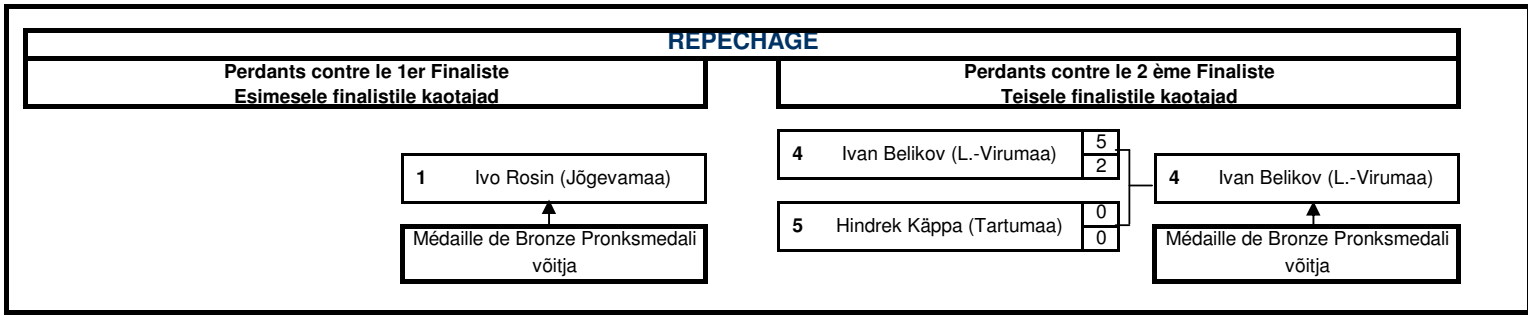 REPECHAGE
Perdants contre le 1er Finaliste
Esimesele finalistile kaotajad
Perdants contre le 2 ème Finaliste
Teisele finalistile kaotajad
1 Ivo Rosin (Jõgevamaa)
Médaille de Bronze Pronksmedali
võitja
4 Ivan Belikov (L.-Virumaa) 5
2
5 Hindrek Käppa (Tartumaa) 0
0
4 Ivan Belikov (L.-Virumaa)
Médaille de Bronze Pronksmedali
võitja